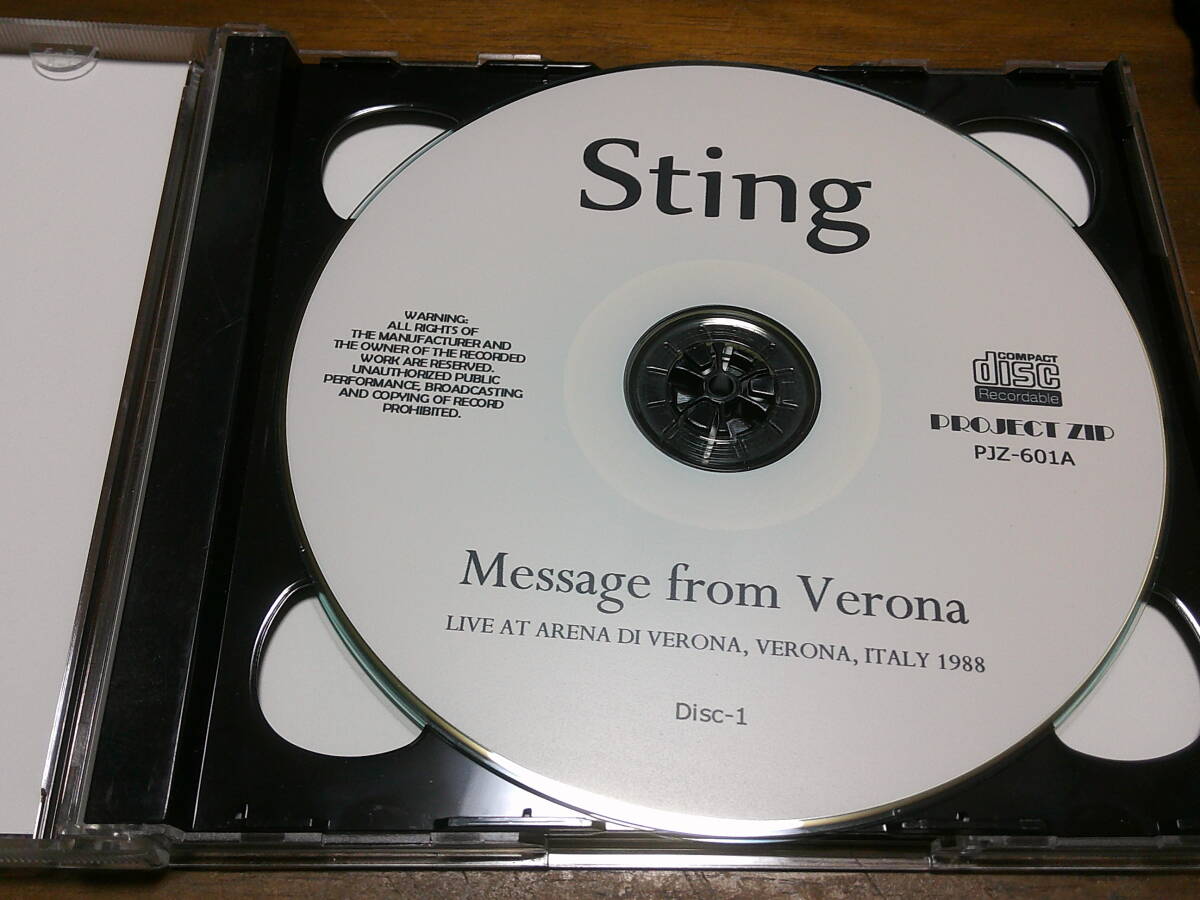 Sting
WARNING:
ALL RIGHTS OF
THE MANUFACTURER AND
THE OWNER OF THE RECORDED
WORK ARE RESERVED.
UNAUTHORIZED PUBLIC
PERFORMANCE, BROADCASTING
AND COPYING OF RECORD
PROHIBITED.
COMPACT
disc
Recordable
PROJECT ZIP
PJZ-601A
Message from Verona
LIVE AT ARENA DI VERONA, VERONA, ITALY 1988
Disc-1